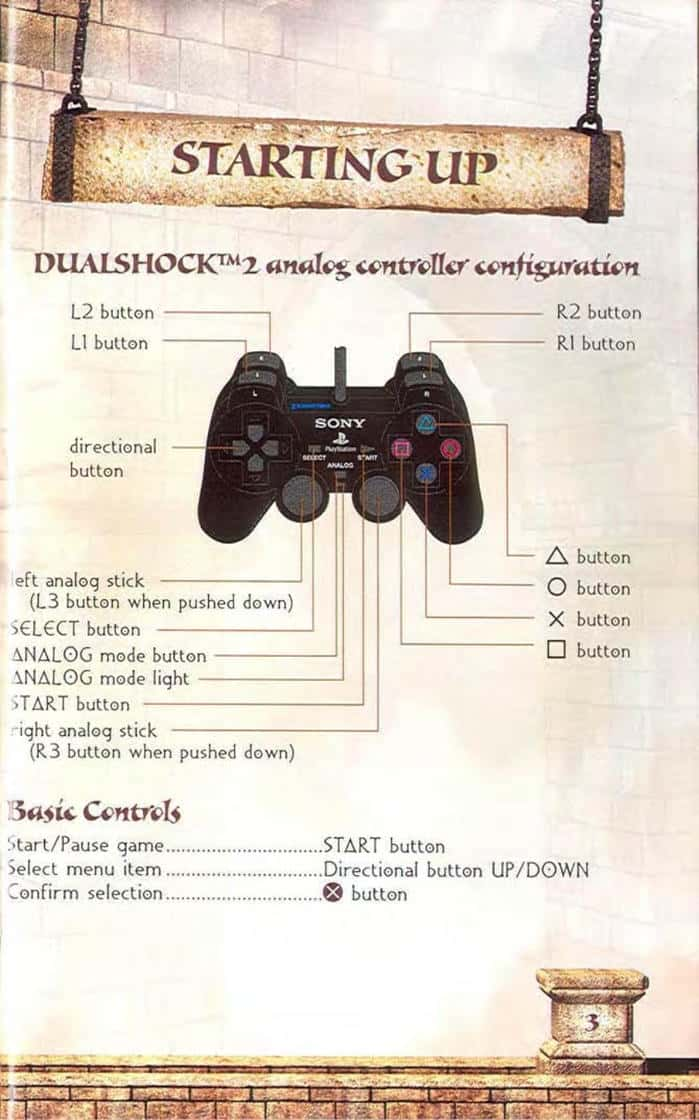 STARTING UP
DUALSHOCK™2 analog controller configuration
L2 button
R2 button
L1 button
R1 button
L
R
SONY
PlayStation
SELECT
START
ANALOG
directional
button
△ button
○ button
× button
□ button
left analog stick
(L3 button when pushed down)
SELECT button
ANALOG mode button
ANALOG mode light
START button
right analog stick
(R3 button when pushed down)
Basic Controls
Start/Pause game............................START button
Select menu item............................Directional button UP/DOWN
Confirm selection............................⊗ button
3